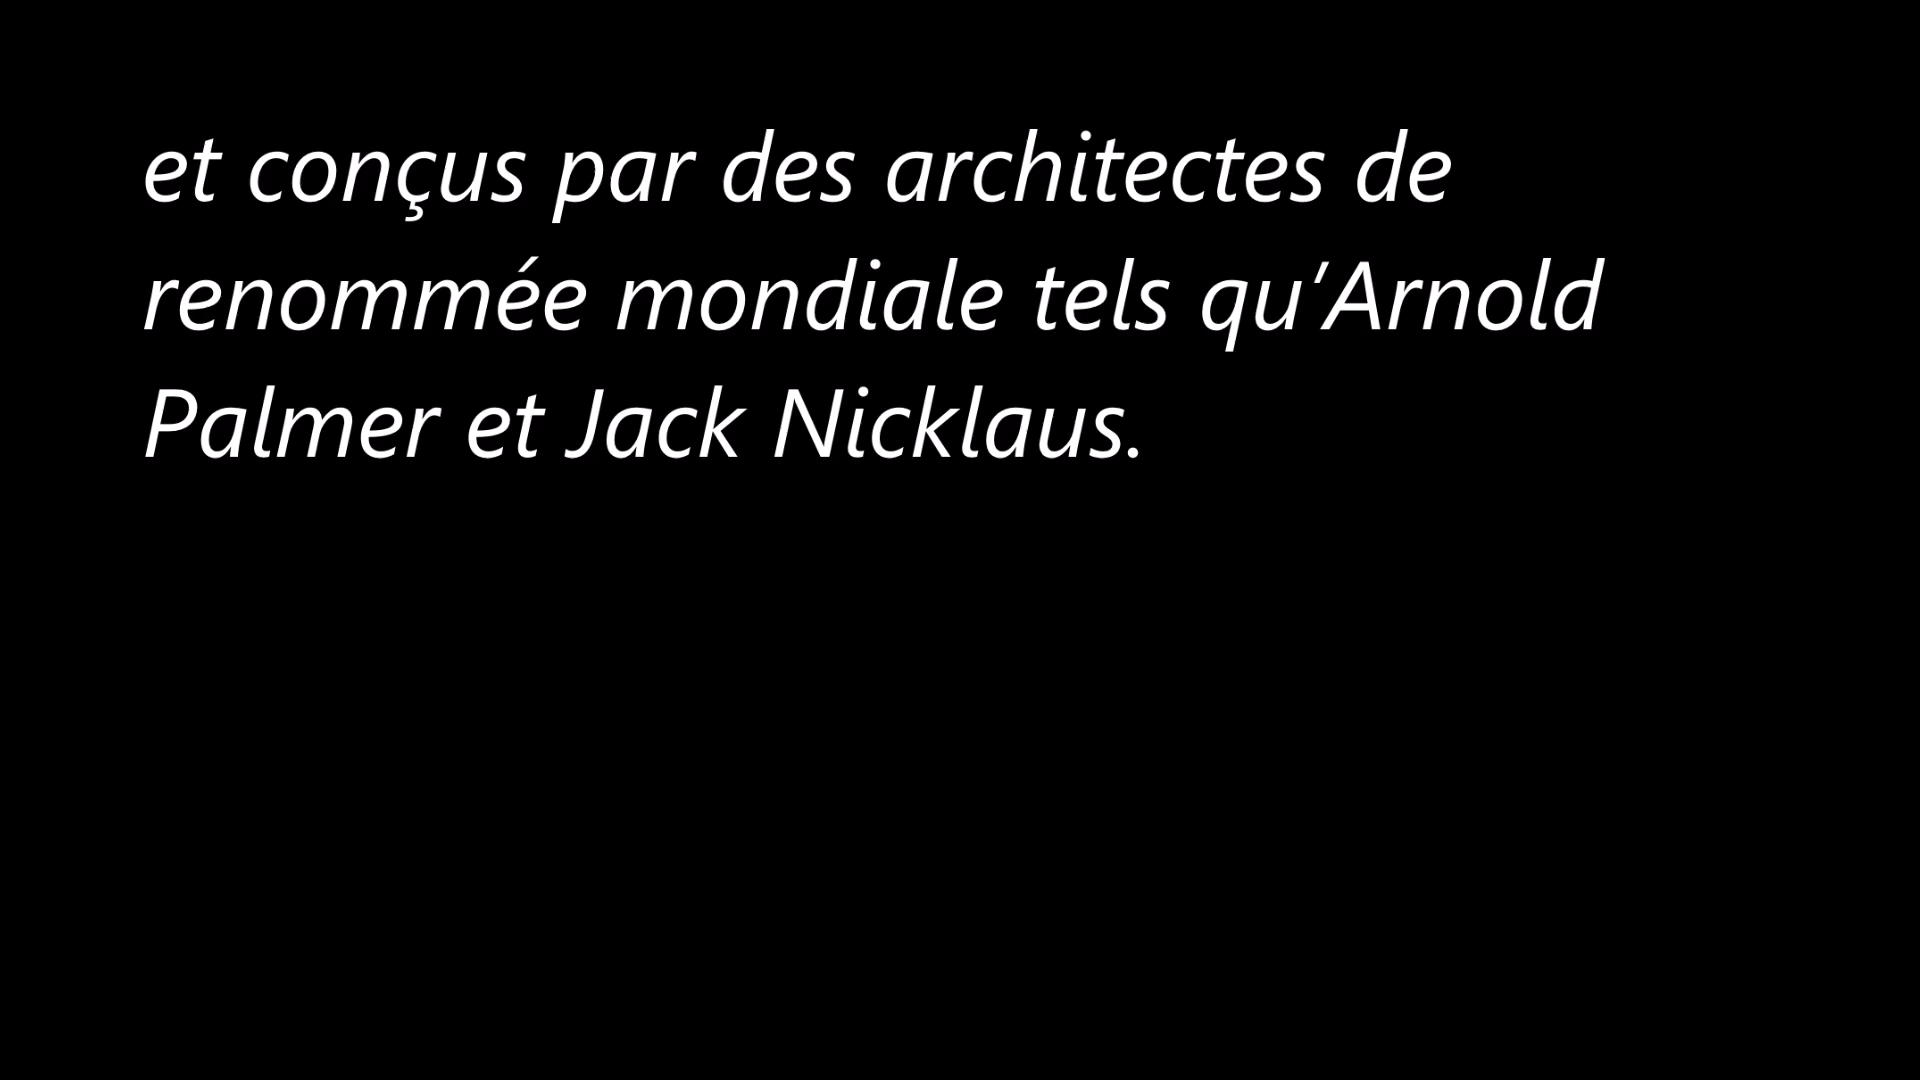 et conçus par des architectes de
renommée mondiale tels qu’Arnold
Palmer et Jack Nicklaus.